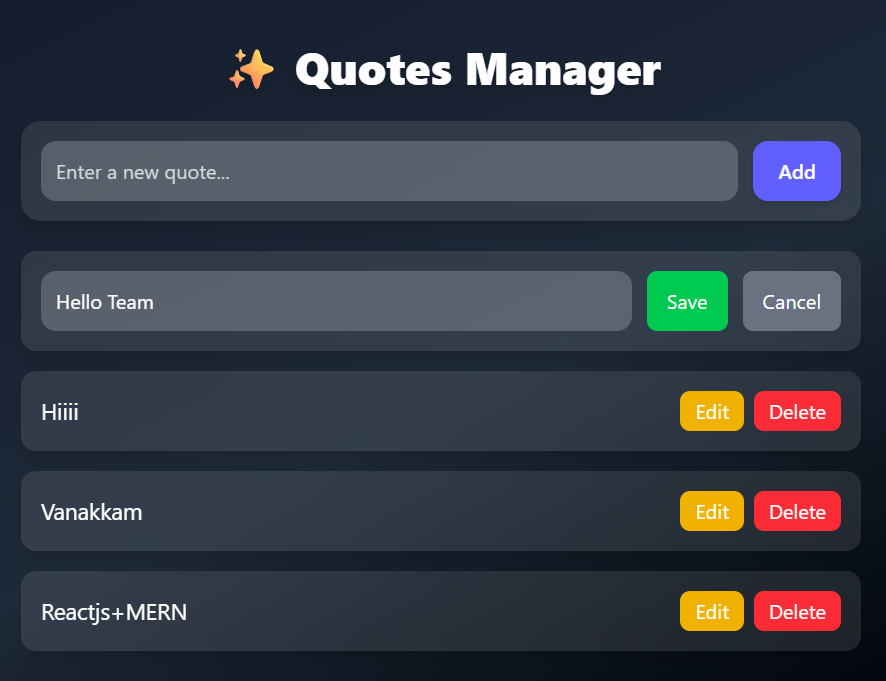 ✨ Quotes Manager
Enter a new quote... Add
Hello Team Save Cancel
Hiiii Edit Delete
Vanakkam Edit Delete
Reactjs+MERN Edit Delete